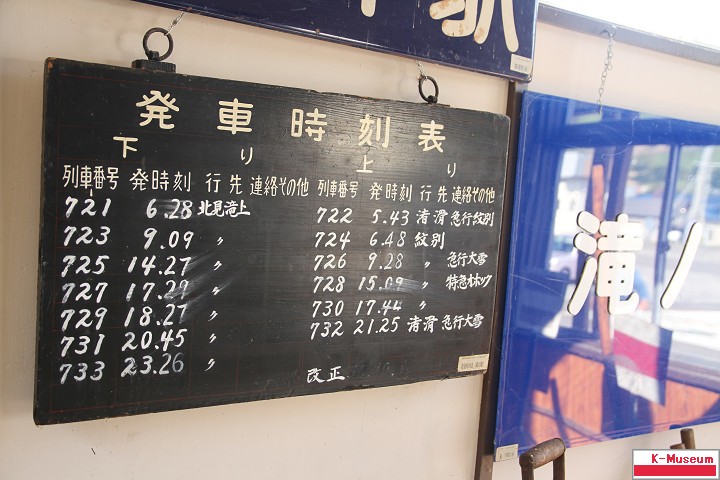 駅
発車時刻表
下り 上り
列車番号 発時刻 行先 連絡その他 列車番号 発時刻 行先 連絡その他
721 6.28 北見滝上 722 5.43 渚滑 急行紋別
723 9.09 〃 724 6.48 紋別
725 14.27 〃 726 9.28 〃 急行大雪
727 17.29 〃 728 15.09 〃 特急オホツク
729 18.27 〃 730 17.44 〃
731 20.45 〃 732 21.25 渚滑 急行大雪
733 23.26 〃
改正
滝ノ
K-Museum